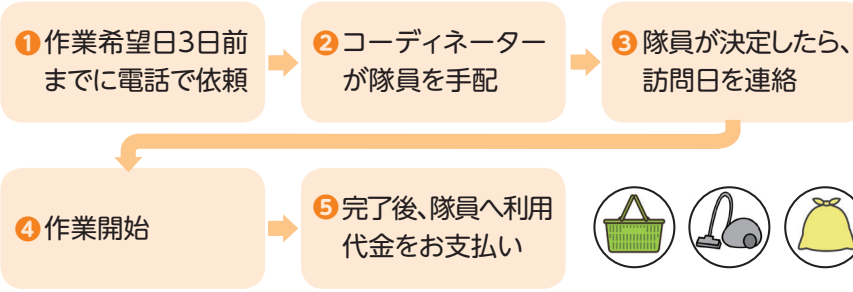 ❶作業希望日3日前
までに電話で依頼
❷コーディネーター
が隊員を手配
❸隊員が決定したら、
訪問日を連絡
❹作業開始
❺完了後、隊員へ利用
代金をお支払い